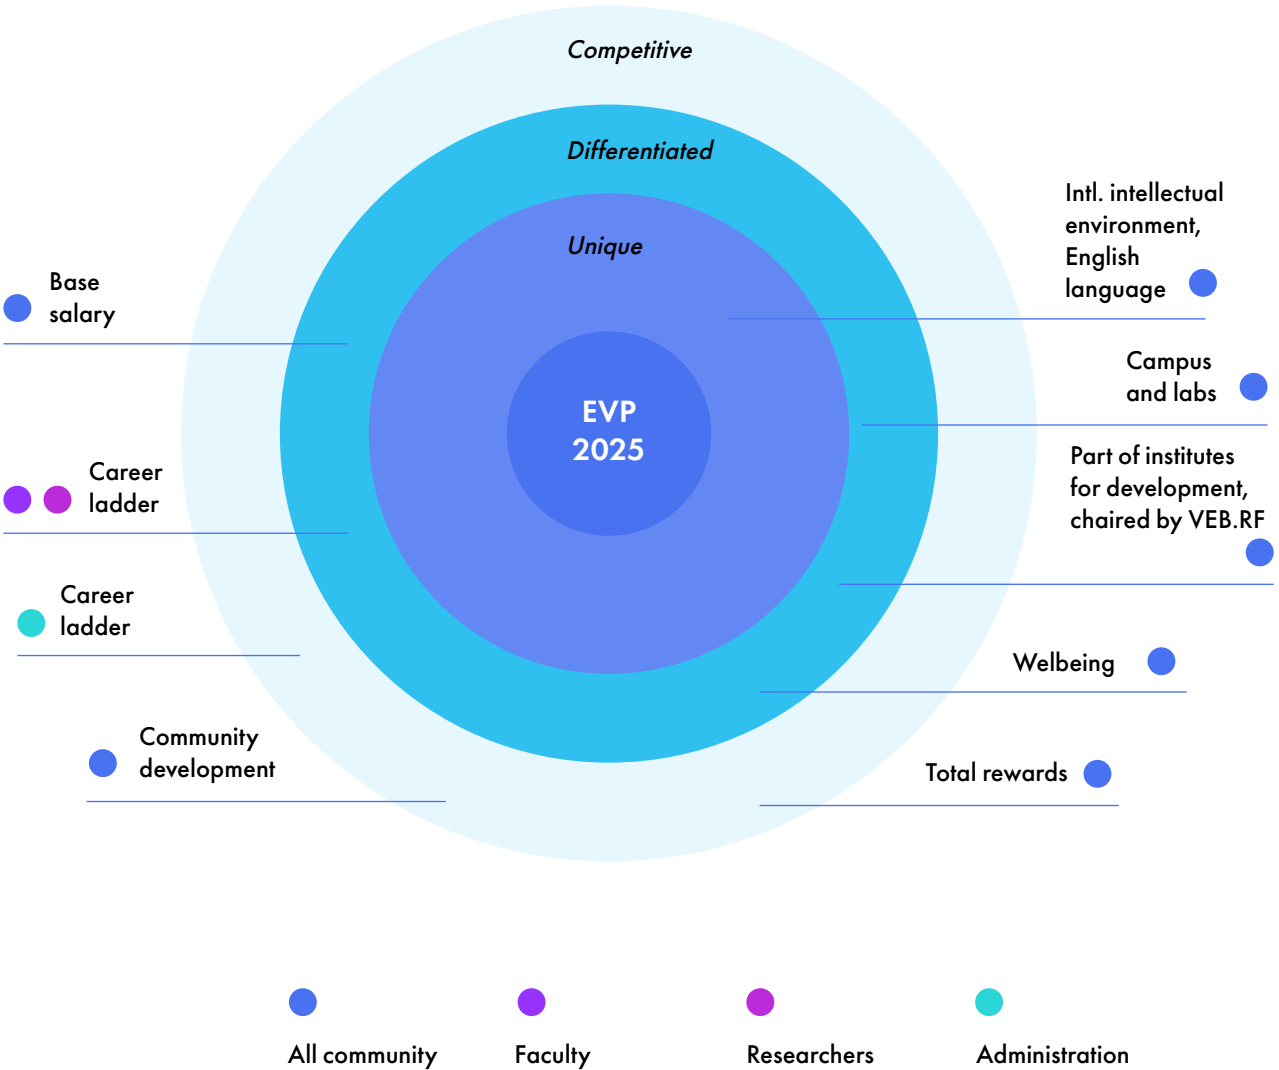 Competitive
Differentiated
Unique
EVP
2025
Base
salary
Career
ladder
Career
ladder
Community
development
Intl. intellectual
environment,
English
language
Campus
and labs
Part of institutes
for development,
chaired by VEB.RF
Welbeing
Total rewards
All community
Faculty
Researchers
Administration